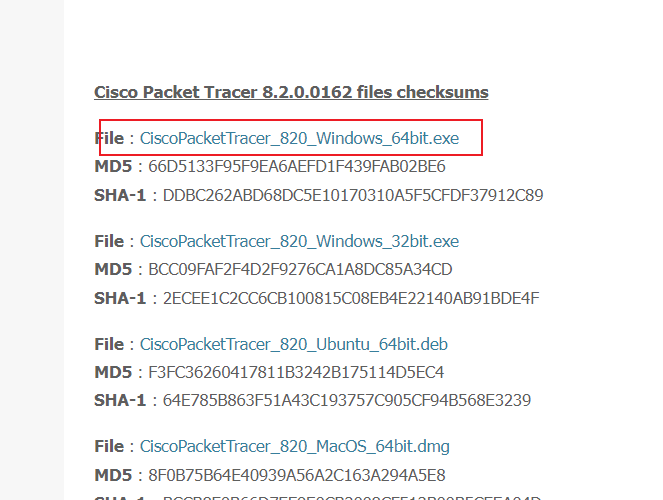 Cisco Packet Tracer 8.2.0.0162 files checksums
File : CiscoPacketTracer_820_Windows_64bit.exe
MD5 : 66D5133F95F9EA6AEFD1F439FAB02BE6
SHA-1 : DDBC262ABD68DC5E10170310A5F5CFDF37912C89
File : CiscoPacketTracer_820_Windows_32bit.exe
MD5 : BCC09FAF2F4D2F9276CA1A8DC85A34CD
SHA-1 : 2ECEE1C2CC6CB100815C08EB4E22140AB91BDE4F
File : CiscoPacketTracer_820_Ubuntu_64bit.deb
MD5 : F3FC36260417811B3242B175114D5EC4
SHA-1 : 64E785B863F51A43C193757C905CF94B568E3239
File : CiscoPacketTracer_820_MacOS_64bit.dmg
MD5 : 8F0B75B64E40939A56A2C163A294A5E8
SHA-1 :